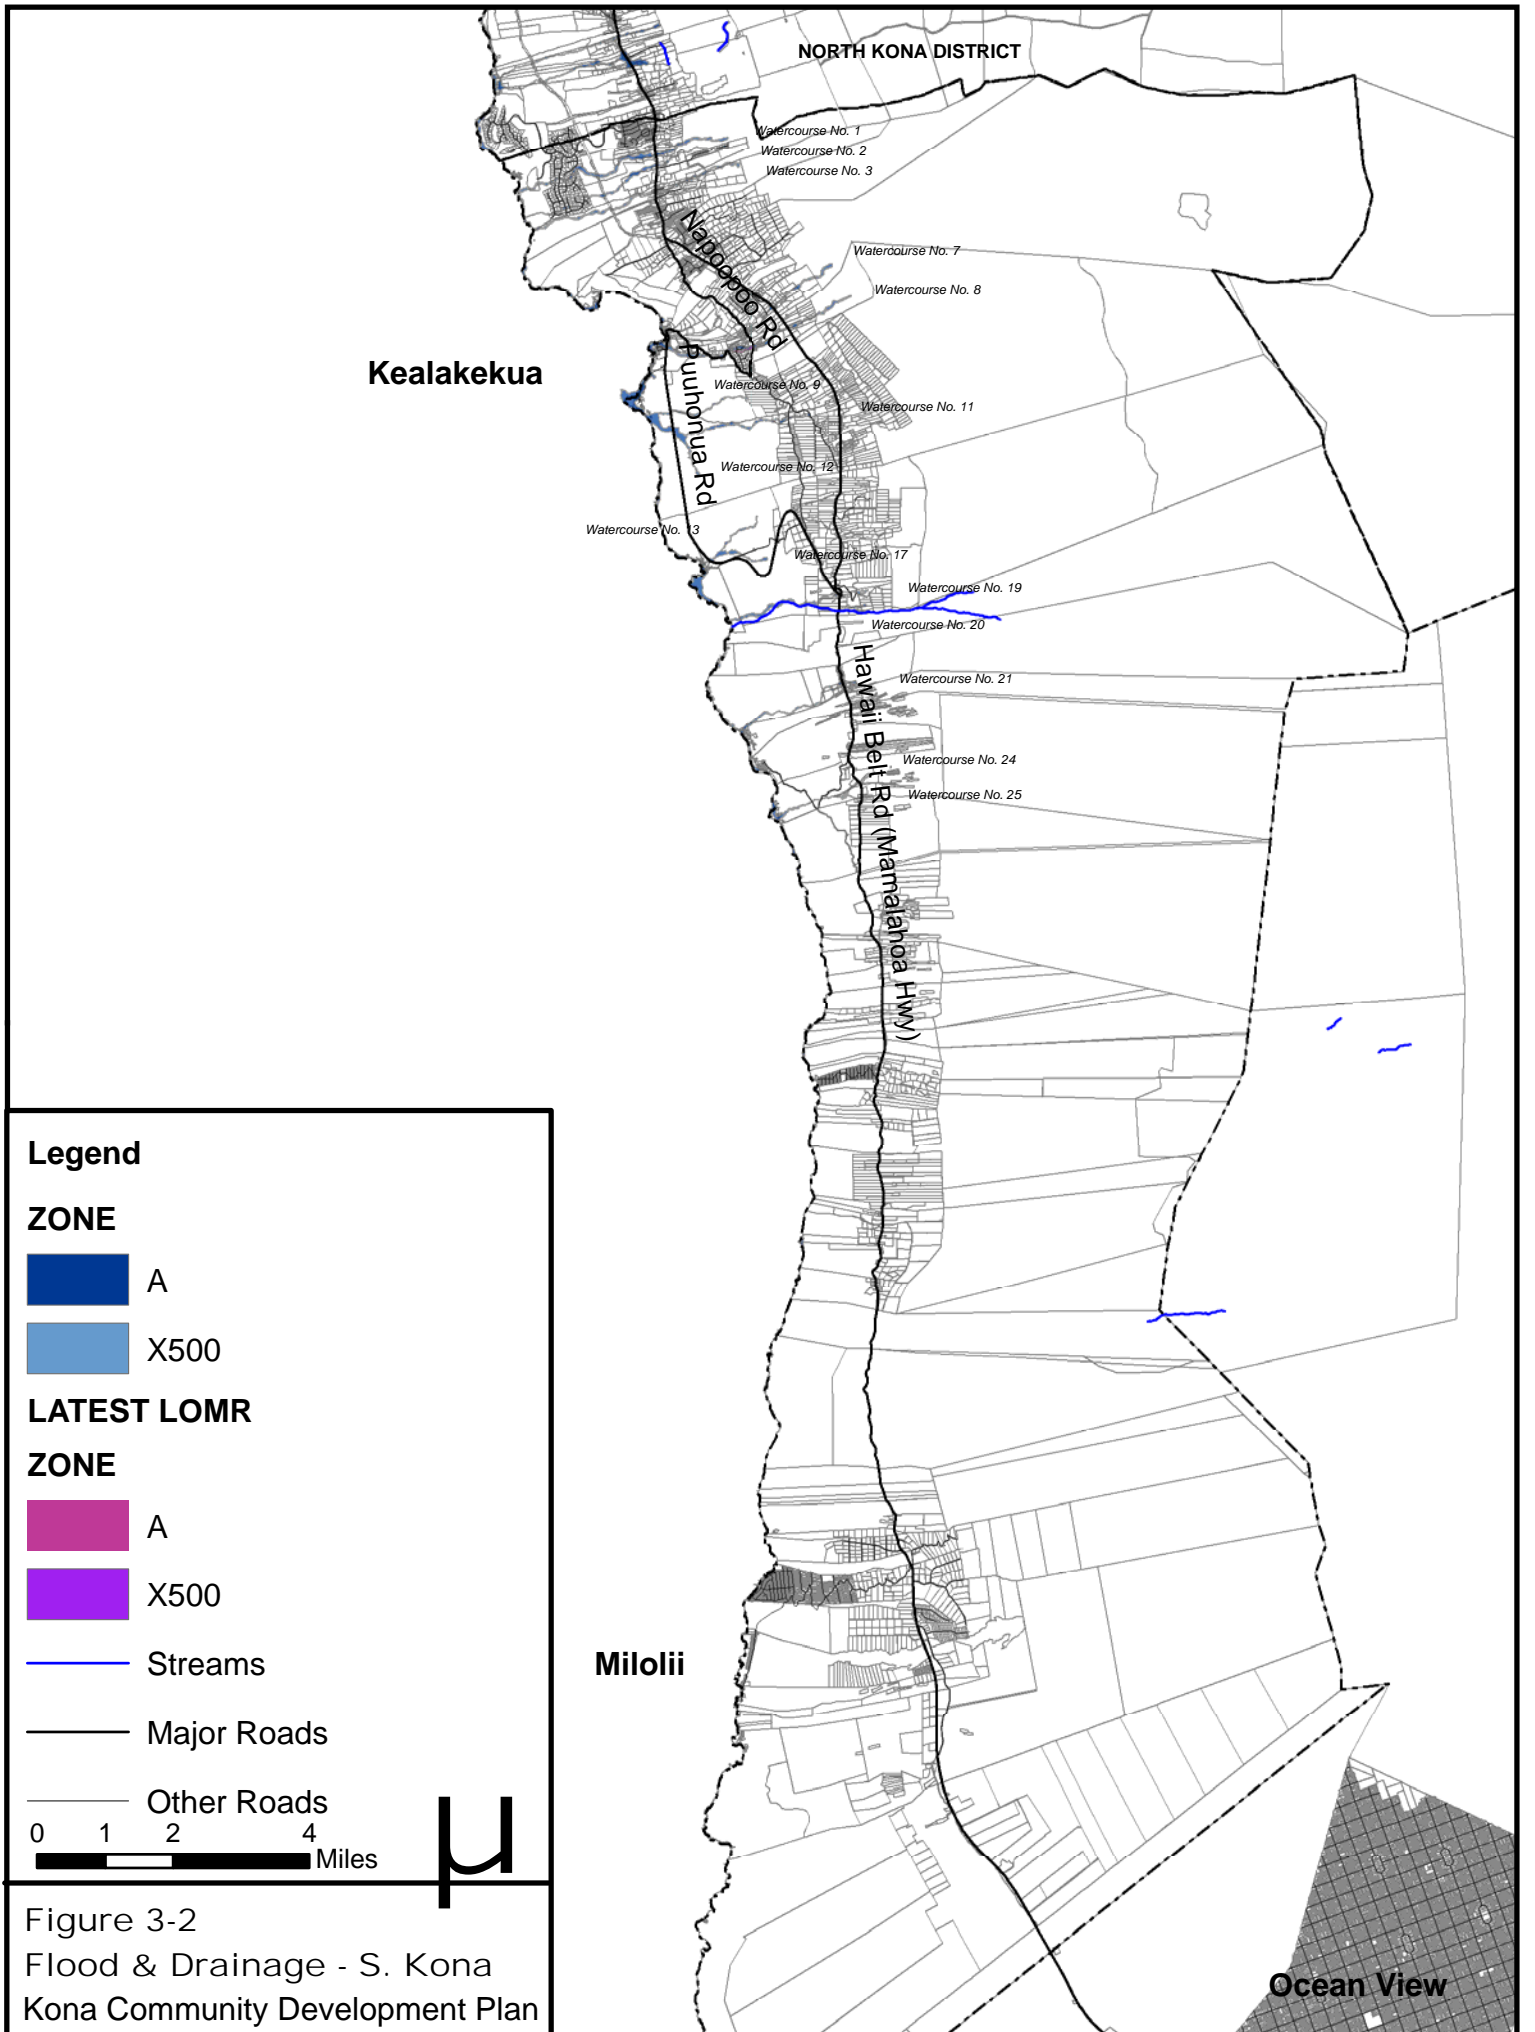 NORTH KONA DISTRICT
Watercourse No. 1
Watercourse No. 2
Watercourse No. 3
Napoopoo Rd
Watercourse No. 7
Watercourse No. 8
Kealakekua
Puuhonua Rd
Watercourse No. 9
Watercourse No. 11
Watercourse No. 12
Watercourse No. 13
Watercourse No. 17
Watercourse No. 19
Watercourse No. 20
Hawaii Belt Rd (Mamalahoa Hwy)
Watercourse No. 21
Watercourse No. 24
Watercourse No. 25
Milolii
Ocean View
Legend
ZONE
A
X500
LATEST LOMR
ZONE
A
X500
Streams
Major Roads
Other Roads
0 1 2 4
Miles
µ
Figure 3-2
Flood & Drainage - S. Kona
Kona Community Development Plan